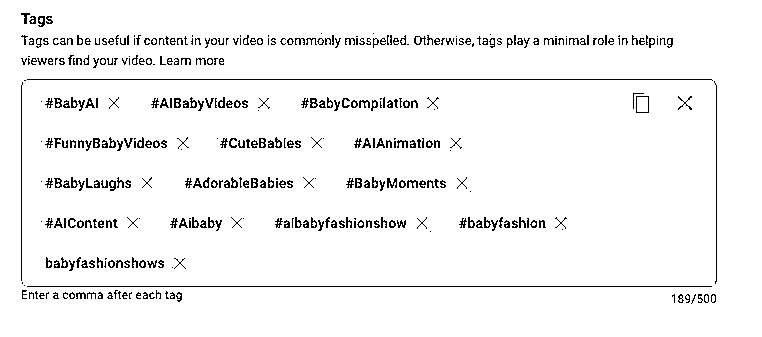 Tags
Tags can be useful if content in your video is commonly misspelled. Otherwise, tags play a minimal role in helping
viewers find your video. Learn more
#BabyAI #AIBabyVideos #BabyCompilation
#FunnyBabyVideos #CuteBabies #AIAnimation
#BabyLaughs #AdorableBabies #BabyMoments
#AIContent #Aibaby #aibabyfashionshow #babyfashion
babyfashionshows
Enter a comma after each tag
189/500